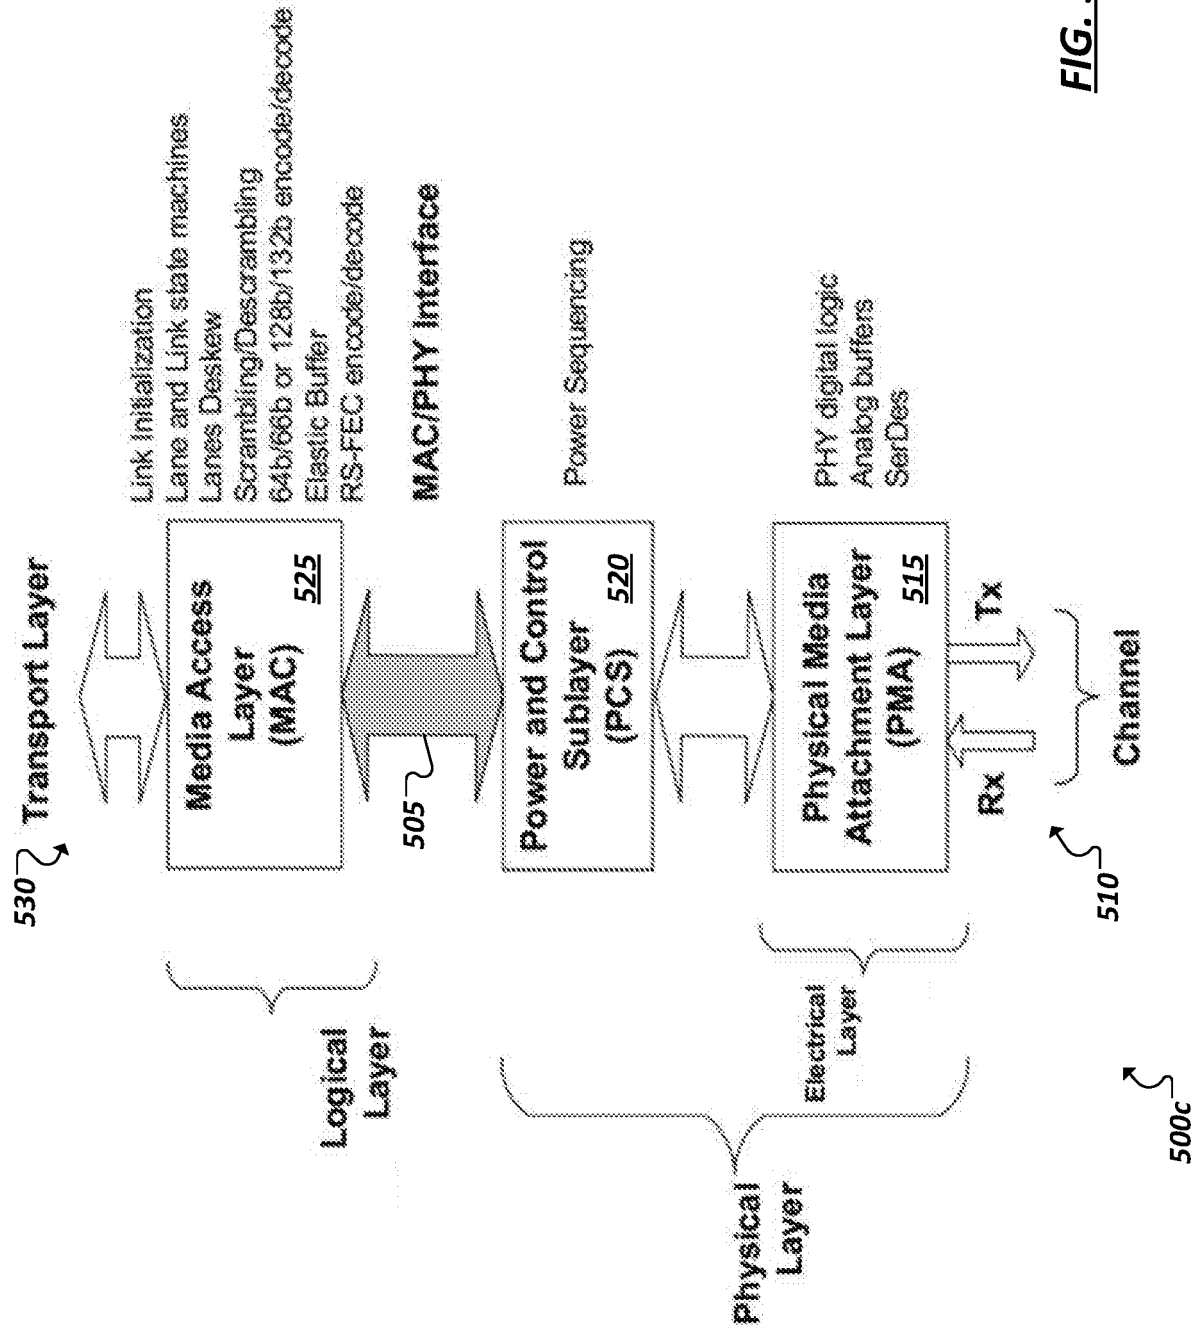 530
Transport Layer
Media Access
Layer
(MAC)
525
Link Initialization
Lane and Link state machines
Lanes Deskew
Scrambling/Descrambling
64b/66b or 128b/132b encode/decode
Elastic Buffer
RS-FEC encode/decode
Logical
Layer
505
MAC/PHY Interface
Power and Control
Sublayer
(PCS)
520
Power Sequencing
Physical
Layer
Electrical
Layer
Physical Media
Attachment Layer
(PMA)
515
PHY digital logic
Analog buffers
SerDes
Rx
Tx
510
Channel
500c
FIG.